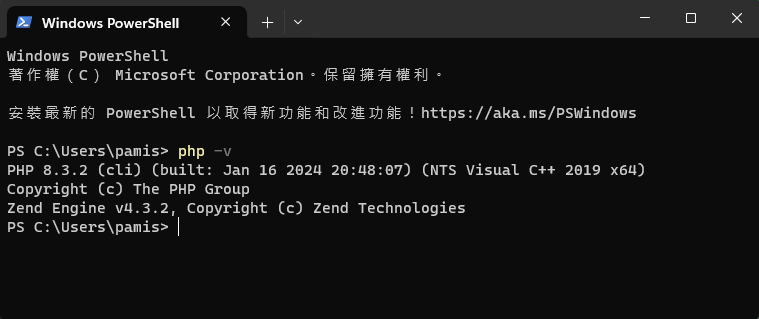 Windows PowerShell
Windows PowerShell
著作權（C） Microsoft Corporation。保留擁有權利。
安裝最新的 PowerShell 以取得新功能和改進功能！https://aka.ms/PSWindows
PS C:\Users\pamis> php -v
PHP 8.3.2 (cli) (built: Jan 16 2024 20:48:07) (NTS Visual C++ 2019 x64)
Copyright (c) The PHP Group
Zend Engine v4.3.2, Copyright (c) Zend Technologies
PS C:\Users\pamis>